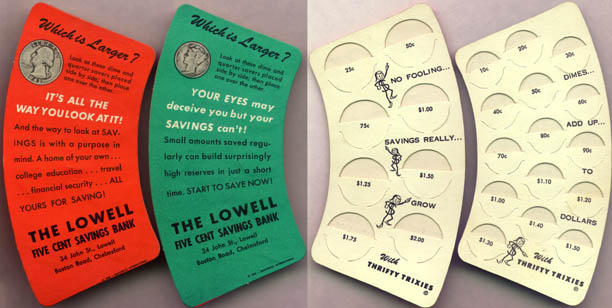 Which is Larger?
Look at these dime and
quarter savers placed
side by side; then place
one over the other.
IT'S ALL THE
WAY YOU LOOK AT IT!
And the way to look at SAV-
INGS is with a purpose in
mind. A home of your own . . .
college education . . . travel
. . . financial security . . . ALL
YOURS FOR SAVING!
THE LOWELL
FIVE CENT SAVINGS BANK
34 John St., Lowell
Boston Road, Chelmsford
Which is Larger?
Look at these dime and
quarter savers placed
side by side; then place
one over the other.
YOUR EYES may
deceive you but your
SAVINGS can't!
Small amounts saved regu-
larly can build surprisingly
high reserves in just a short
time. START TO SAVE NOW!
THE LOWELL
FIVE CENT SAVINGS BANK
34 John St., Lowell
Boston Road, Chelmsford
25c 50c
NO FOOLING...
75c $1.00
SAVINGS REALLY...
$1.25 $1.50
GROW
$1.75 $2.00
With
THRIFTY TRIXIES
©
10c 20c 30c
DIMES...
40c 50c 60c
ADD UP...
70c 80c 90c
TO
$1.00 $1.10 $1.20
DOLLARS
$1.30 $1.40 $1.50
With
THRIFTY TRIXIES
©